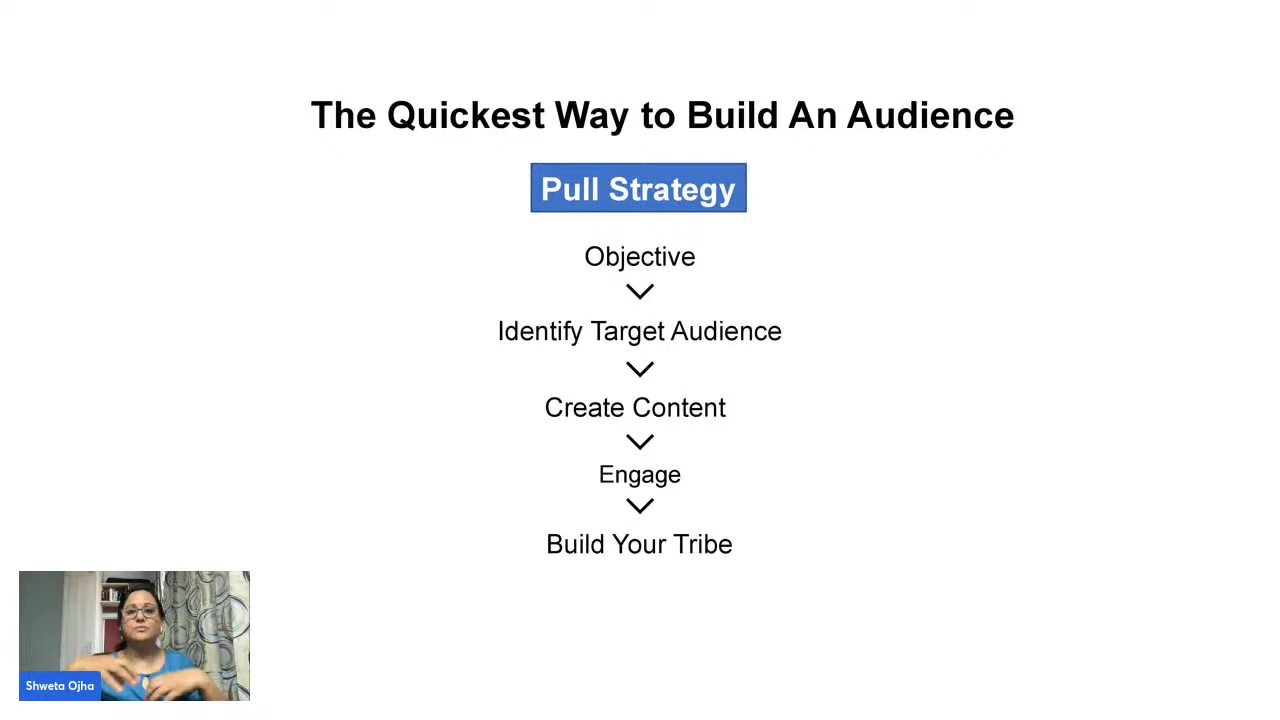 The Quickest Way to Build An Audience
Pull Strategy
Objective
Identify Target Audience
Create Content
Engage
Build Your Tribe
Shweta Ojha